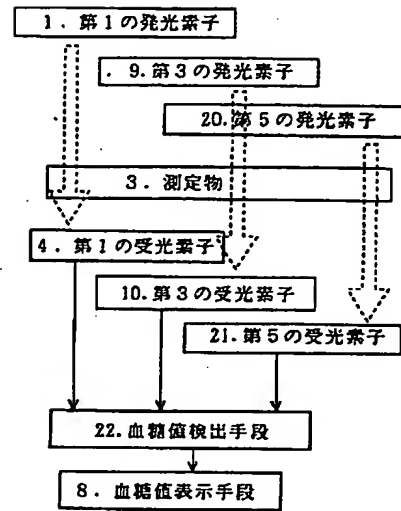 1. 第1の発光素子
9. 第3の発光素子
20. 第5の発光素子
3. 測定物
4. 第1の受光素子
10. 第3の受光素子
21. 第5の受光素子
22. 血糖値検出手段
8. 血糖値表示手段